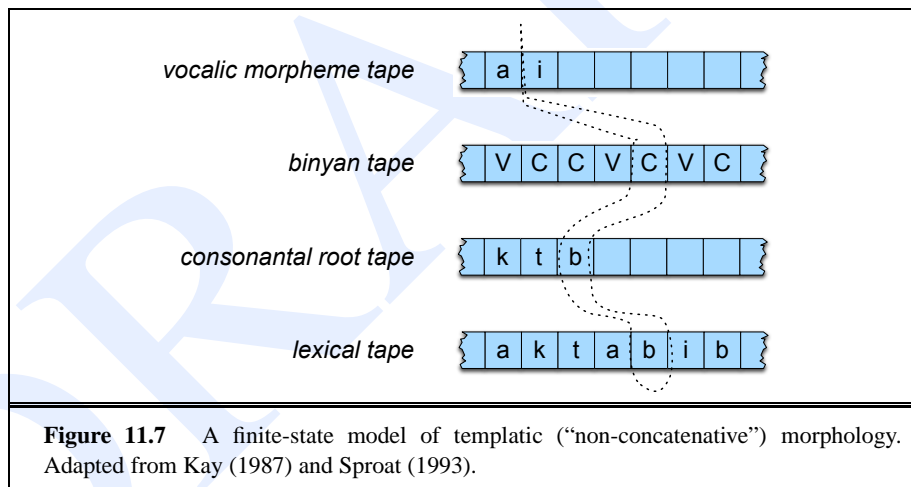 vocalic morpheme tape a i
binyan tape V C C V C V C
consonantal root tape k t b
lexical tape a k t a b i b
Figure 11.7 A finite-state model of templatic (“non-concatenative”) morphology.
Adapted from Kay (1987) and Sproat (1993).